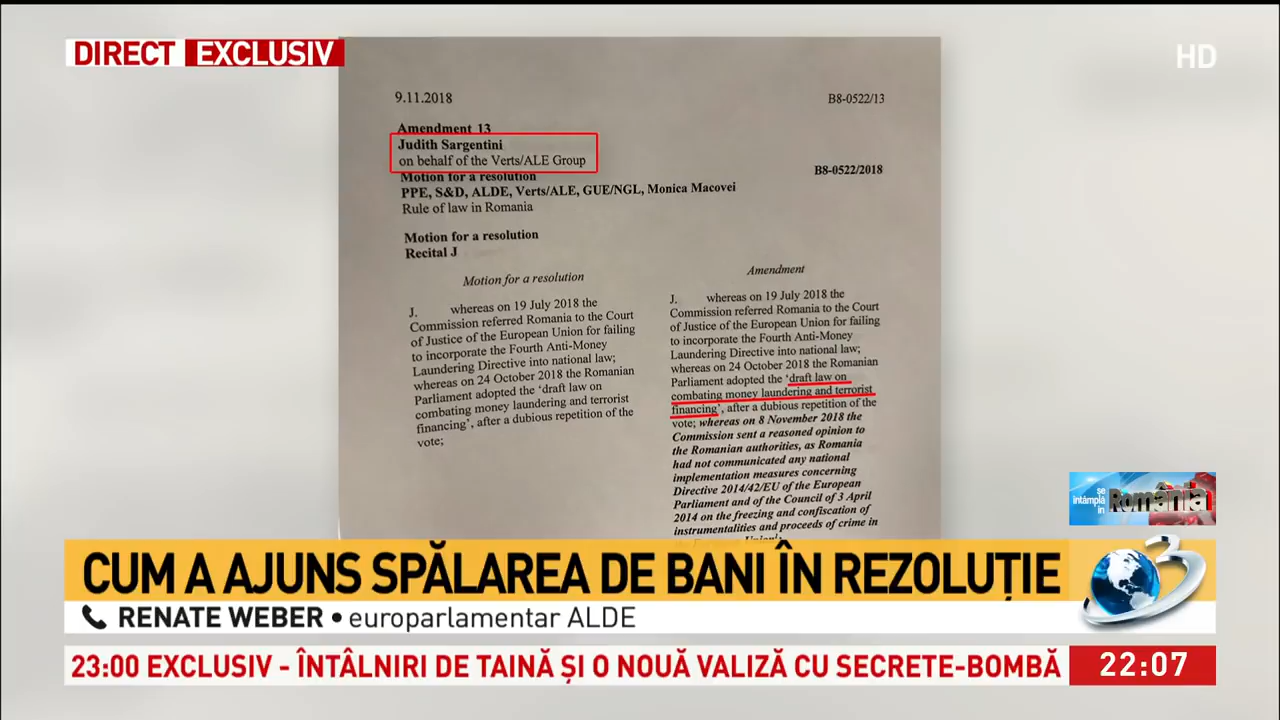 DIRECT EXCLUSIV
HD
9.11.2018
B8-0522/13
Amendment 13
Judith Sargentini
on behalf of the Verts/ALE Group
Motion for a resolution
B8-0522/2018
PPE, S&D, ALDE, Verts/ALE, GUE/NGL, Monica Macovei
Rule of law in Romania
Motion for a resolution
Recital J
Motion for a resolution
J. whereas on 19 July 2018 the
Commission referred Romania to the Court
of Justice of the European Union for failing
to incorporate the Fourth Anti-Money
Laundering Directive into national law;
whereas on 24 October 2018 the Romanian
Parliament adopted the ‘draft law on
combating money laundering and terrorist
financing’, after a dubious repetition of the
vote;
Amendment
J. whereas on 19 July 2018 the
Commission referred Romania to the Court
of Justice of the European Union for failing
to incorporate the Fourth Anti-Money
Laundering Directive into national law;
whereas on 24 October 2018 the Romanian
Parliament adopted the ‘draft law on
combating money laundering and terrorist
financing’, after a dubious repetition of the
vote; whereas on 8 November 2018 the
Commission sent a reasoned opinion to
the Romanian authorities, as Romania
had not communicated any national
implementation measures concerning
Directive 2014/42/EU of the European
Parliament and of the Council of 3 April
2014 on the freezing and confiscation of
instrumentalities and proceeds of crime in
se întâmplă în România
CUM A AJUNS SPĂLAREA DE BANI ÎN REZOLUȚIE
3
RENATE WEBER • europarlamentar ALDE
23:00 EXCLUSIV - ÎNTÂLNIRI DE TAINĂ ȘI O NOUĂ VALIZĂ CU SECRETE-BOMBĂ
22:07